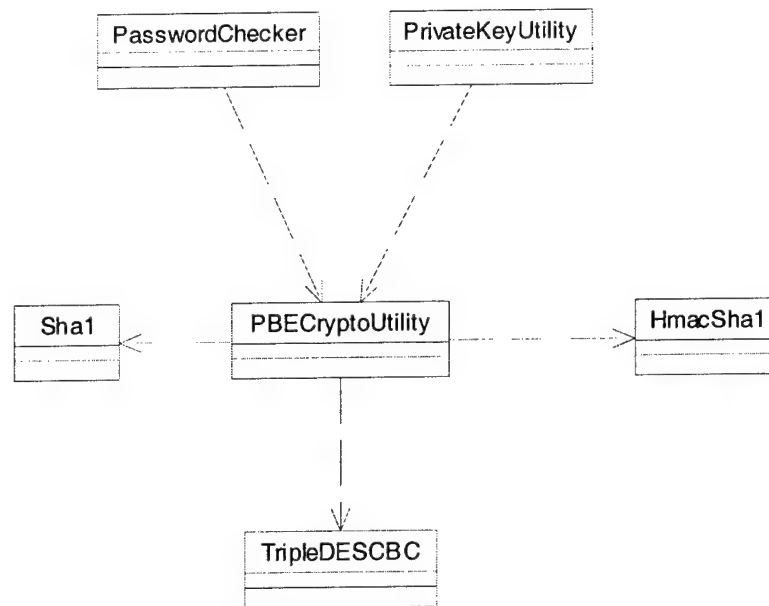 PasswordChecker
PrivateKeyUtility
Sha1
PBECryptoUtility
HmacSha1
TripleDESCBC